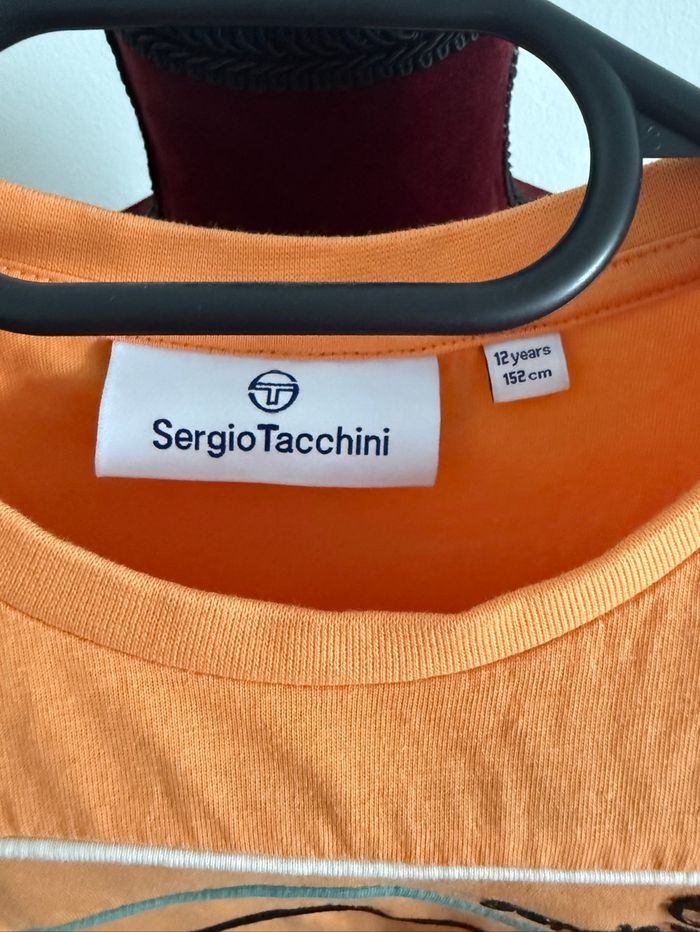 SergioTacchini
12 years
152 cm